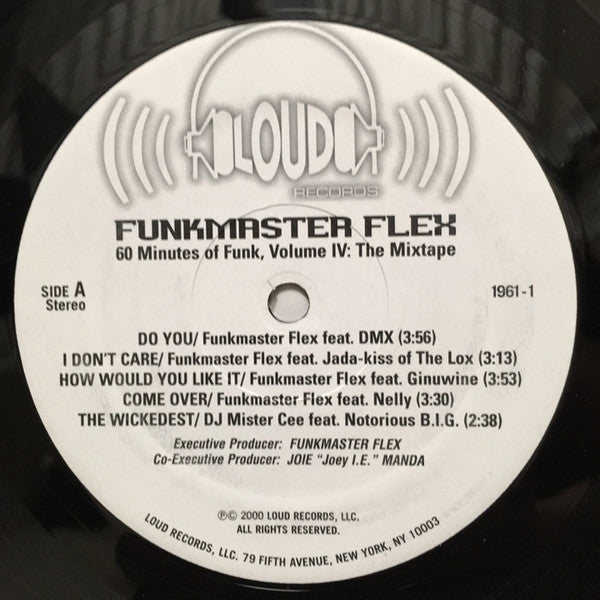 LOUD
RECORDS
FUNKMASTER FLEX
60 Minutes of Funk, Volume IV: The Mixtape
SIDE A
Stereo
1961-1
DO YOU/ Funkmaster Flex feat. DMX (3:56)
I DON'T CARE/ Funkmaster Flex feat. Jada-kiss of The Lox (3:13)
HOW WOULD YOU LIKE IT/ Funkmaster Flex feat. Ginuwine (3:53)
COME OVER/ Funkmaster Flex feat. Nelly (3:30)
THE WICKEDEST/ DJ Mister Cee feat. Notorious B.I.G. (2:38)
Executive Producer: FUNKMASTER FLEX
Co-Executive Producer: JOIE "Joey I.E." MANDA
℗© 2000 LOUD RECORDS, LLC.
ALL RIGHTS RESERVED.
LOUD RECORDS, LLC. 79 FIFTH AVENUE, NEW YORK, NY 10003